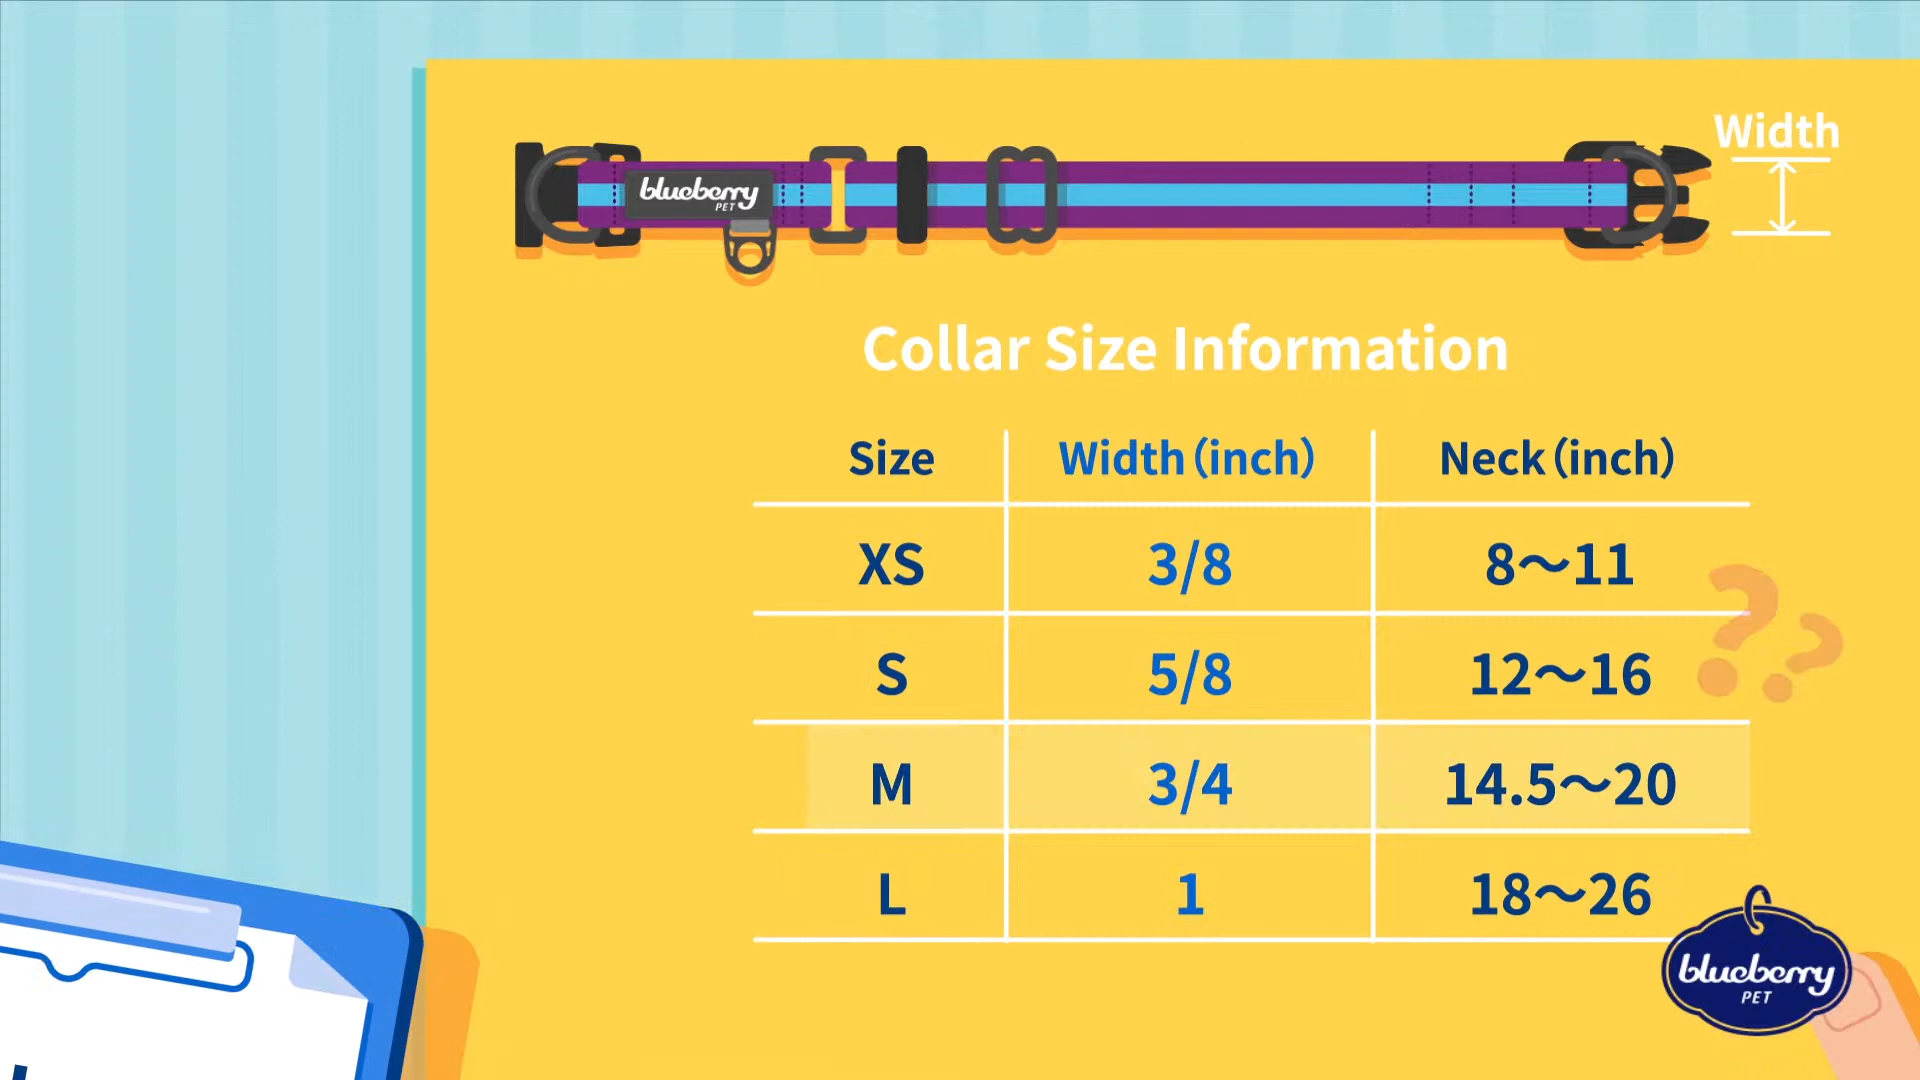 Width
blueberry
PET
Collar Size Information
Size Width (inch) Neck (inch)
XS 3/8 8～11
S 5/8 12～16
M 3/4 14.5～20
L 1 18～26
blueberry
PET